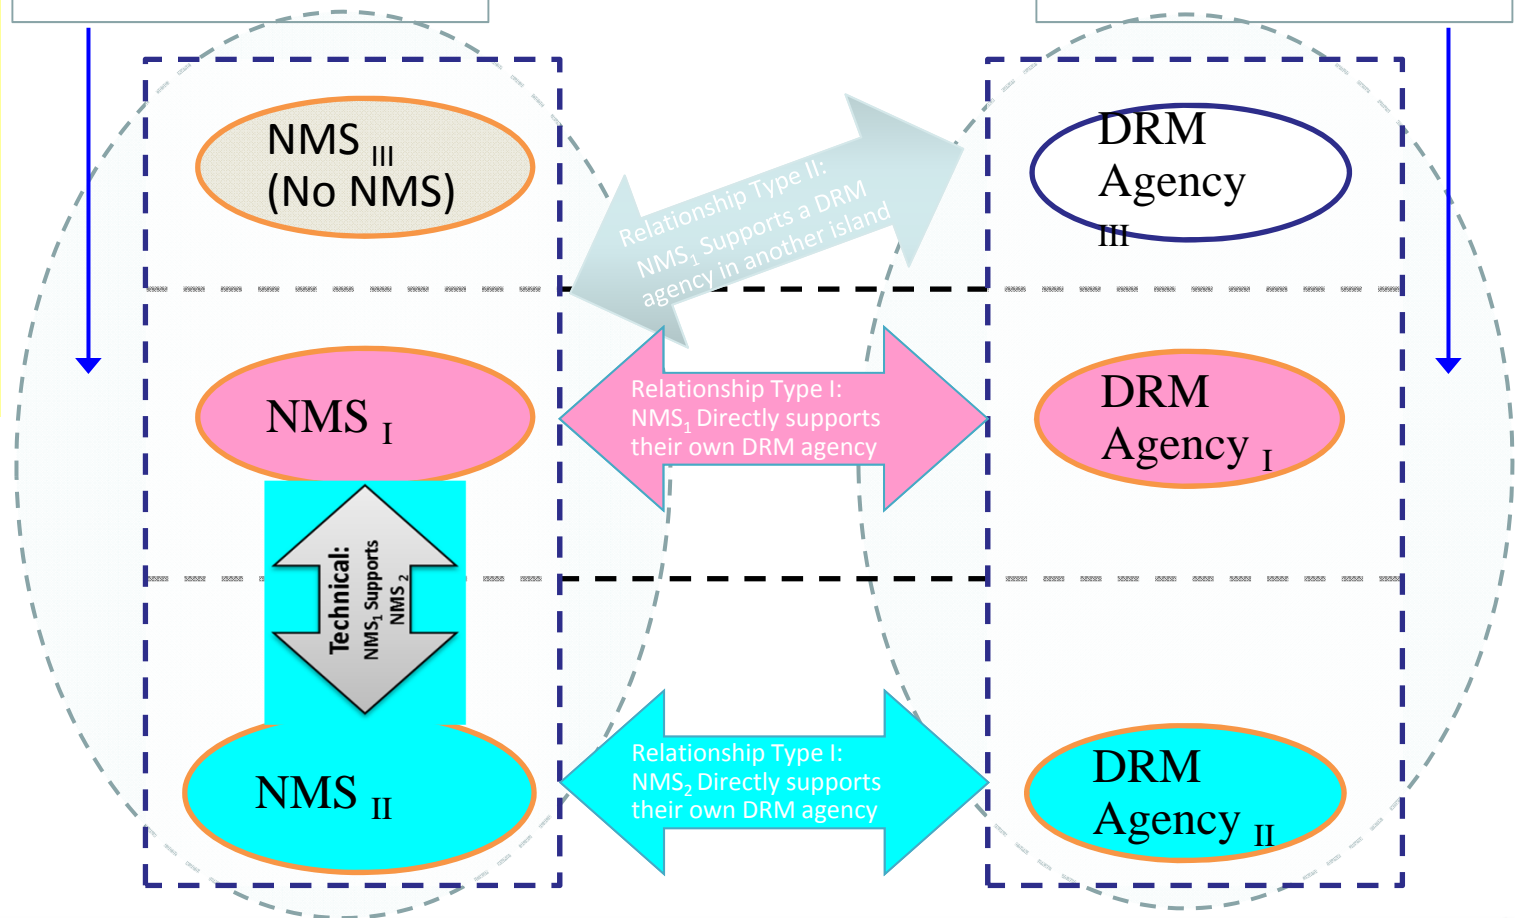 NMS III
(No NMS)
Relationship Type II:
NMS1 Supports a DRM
agency in another island
DRM
Agency
III
NMS I
Relationship Type I:
NMS1 Directly supports
their own DRM agency
DRM
Agency I
Technical:
NMS1 Supports
NMS 2
NMS II
Relationship Type I:
NMS2 Directly supports
their own DRM agency
DRM
Agency II